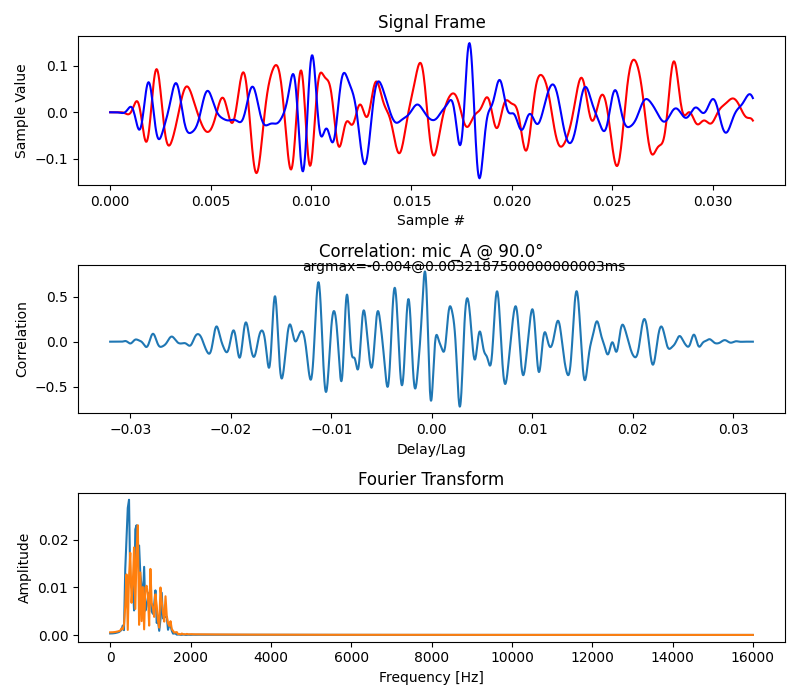 Signal Frame
Sample Value
0.1
0.0
−0.1
0.000 0.005 0.010 0.015 0.020 0.025 0.030
Sample #
Correlation: mic_A @ 90.0°
argmax=-0.004@0.0032187500000000003ms
Correlation
0.5
0.0
−0.5
−0.03 −0.02 −0.01 0.00 0.01 0.02 0.03
Delay/Lag
Fourier Transform
Amplitude
0.02
0.01
0.00
0 2000 4000 6000 8000 10000 12000 14000 16000
Frequency [Hz]